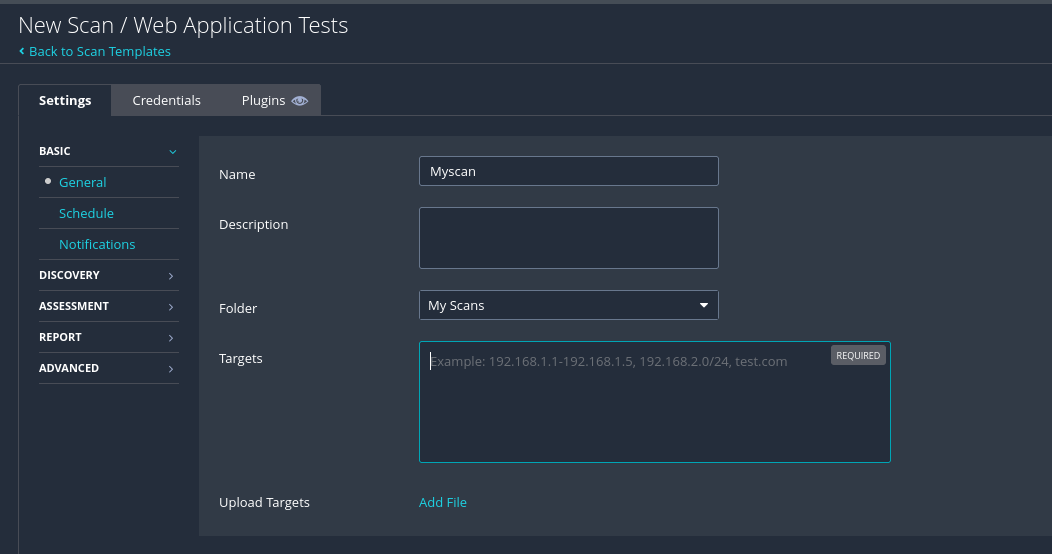 New Scan / Web Application Tests
Back to Scan Templates
Settings Credentials Plugins
BASIC
General
Schedule
Notifications
DISCOVERY
ASSESSMENT
REPORT
ADVANCED
Name Myscan
Description
Folder My Scans
Targets Example: 192.168.1.1-192.168.1.5, 192.168.2.0/24, test.com REQUIRED
Upload Targets Add File